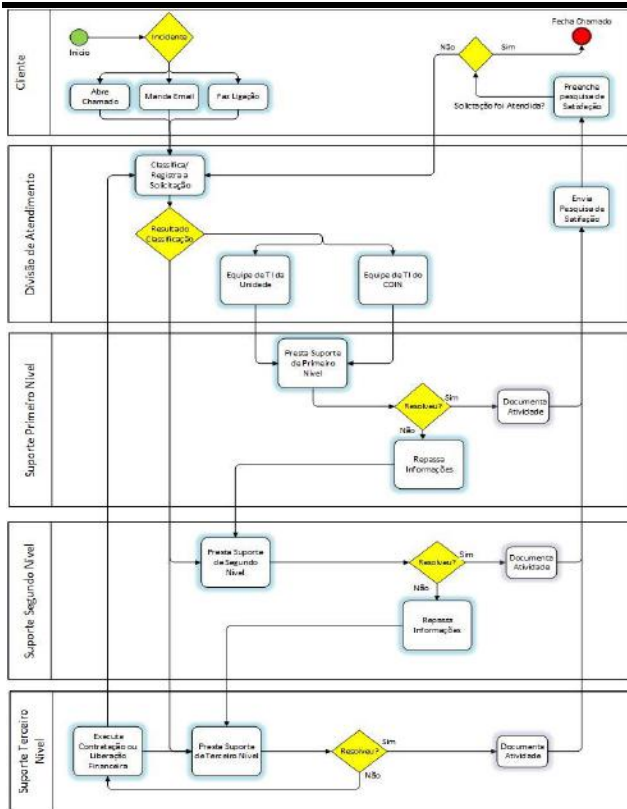 Cliente
Início
Incidente
Abre
Chamado
Manda Email
Faz Ligação
Não
Sim
Fecha Chamado
Solicitação foi Atendida?
Preenche
pesquisa de
Satisfação
Divisão de Atendimento
Classifica/
Registra a
Solicitação
Resultado
Classificação
Equipe de TI da
Unidade
Equipe de TI do
CDIN
Envia
Pesquisa de
Satifação
Suporte Primeiro Nível
Presta Suporte
de Primeiro
Nível
Resolveu?
Sim
Não
Documenta
Atividade
Repassa
Informações
Suporte Segundo Nível
Presta Suporte
de Segundo
Nível
Resolveu?
Sim
Não
Documenta
Atividade
Repassa
Informações
Suporte Terceiro
Nível
Execute
Contratação ou
Liberação
Financeira
Presta Suporte
de Terceiro Nível
Resolveu?
Sim
Não
Documenta
Atividade